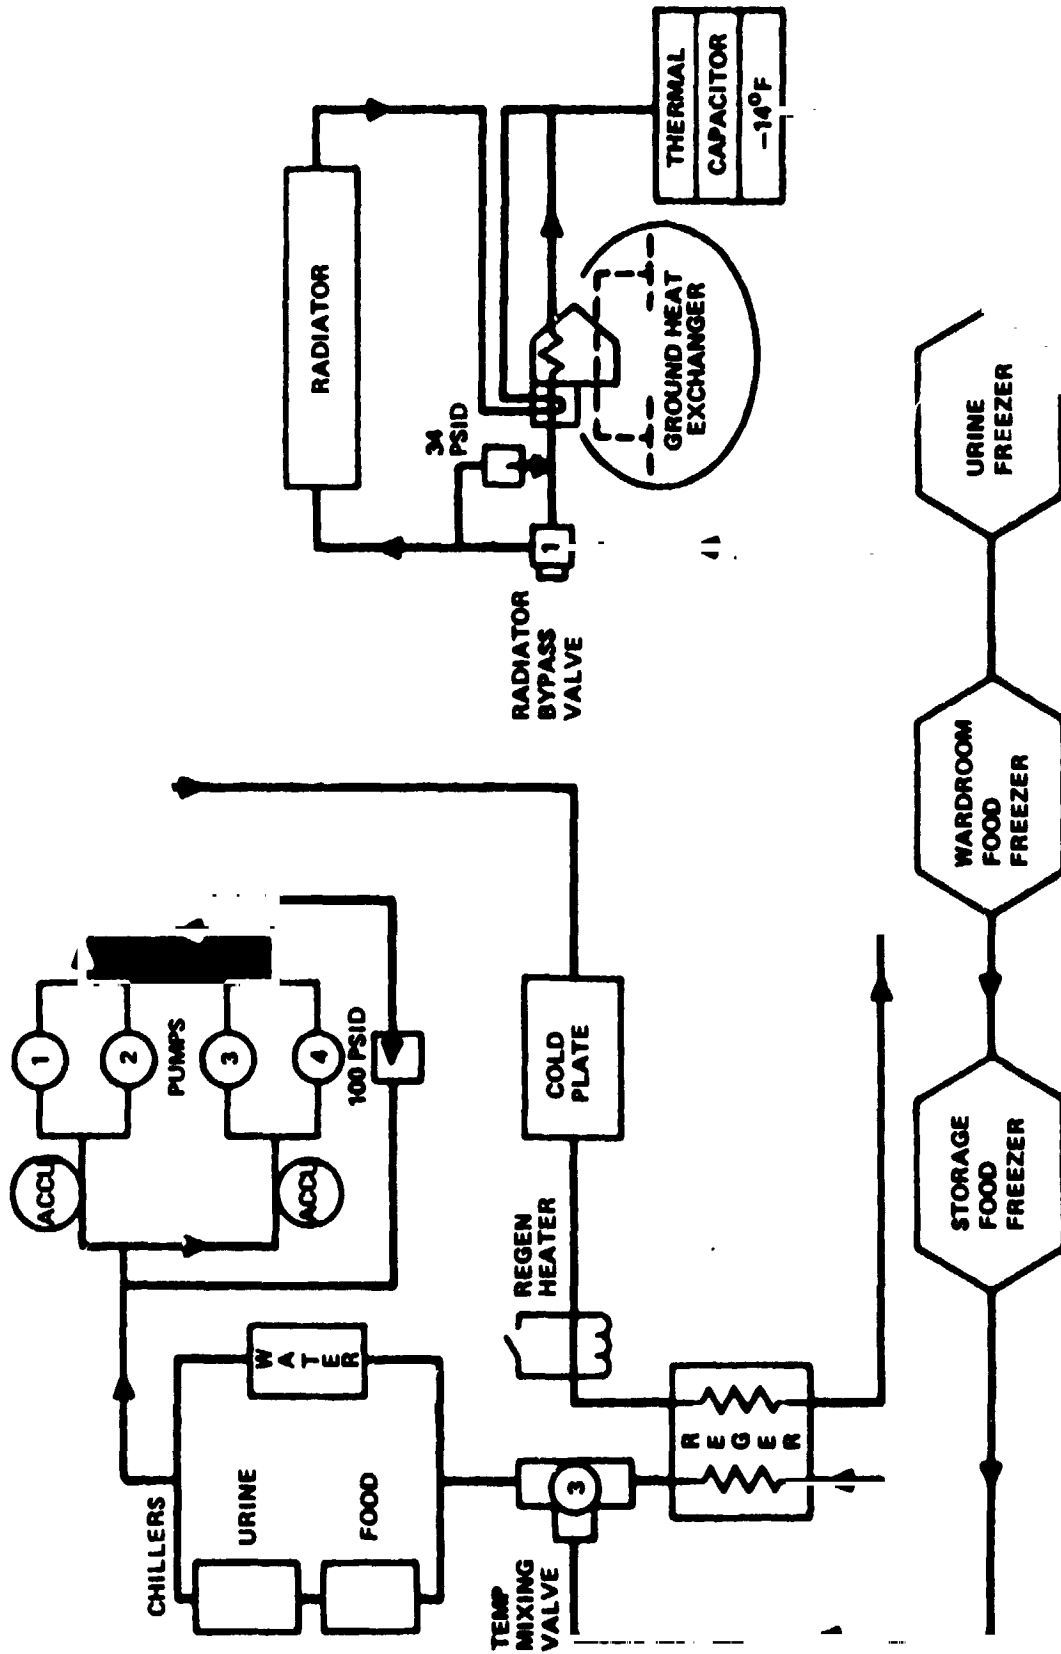 ACCU
ACCU
1
2
PUMPS
3
4
100 PSID
CHILLERS
WATER
URINE
FOOD
TEMP
MIXING
VALVE
3
REGEN
HEATER
COLD
PLATE
REGER
RADIATOR
34
PSID
RADIATOR
BYPASS
VALVE
1
GROUND HEAT
EXCHANGER
THERMAL
CAPACITOR
-14°F
STORAGE
FOOD
FREEZER
WARDROOM
FOOD
FREEZER
URINE
FREEZER